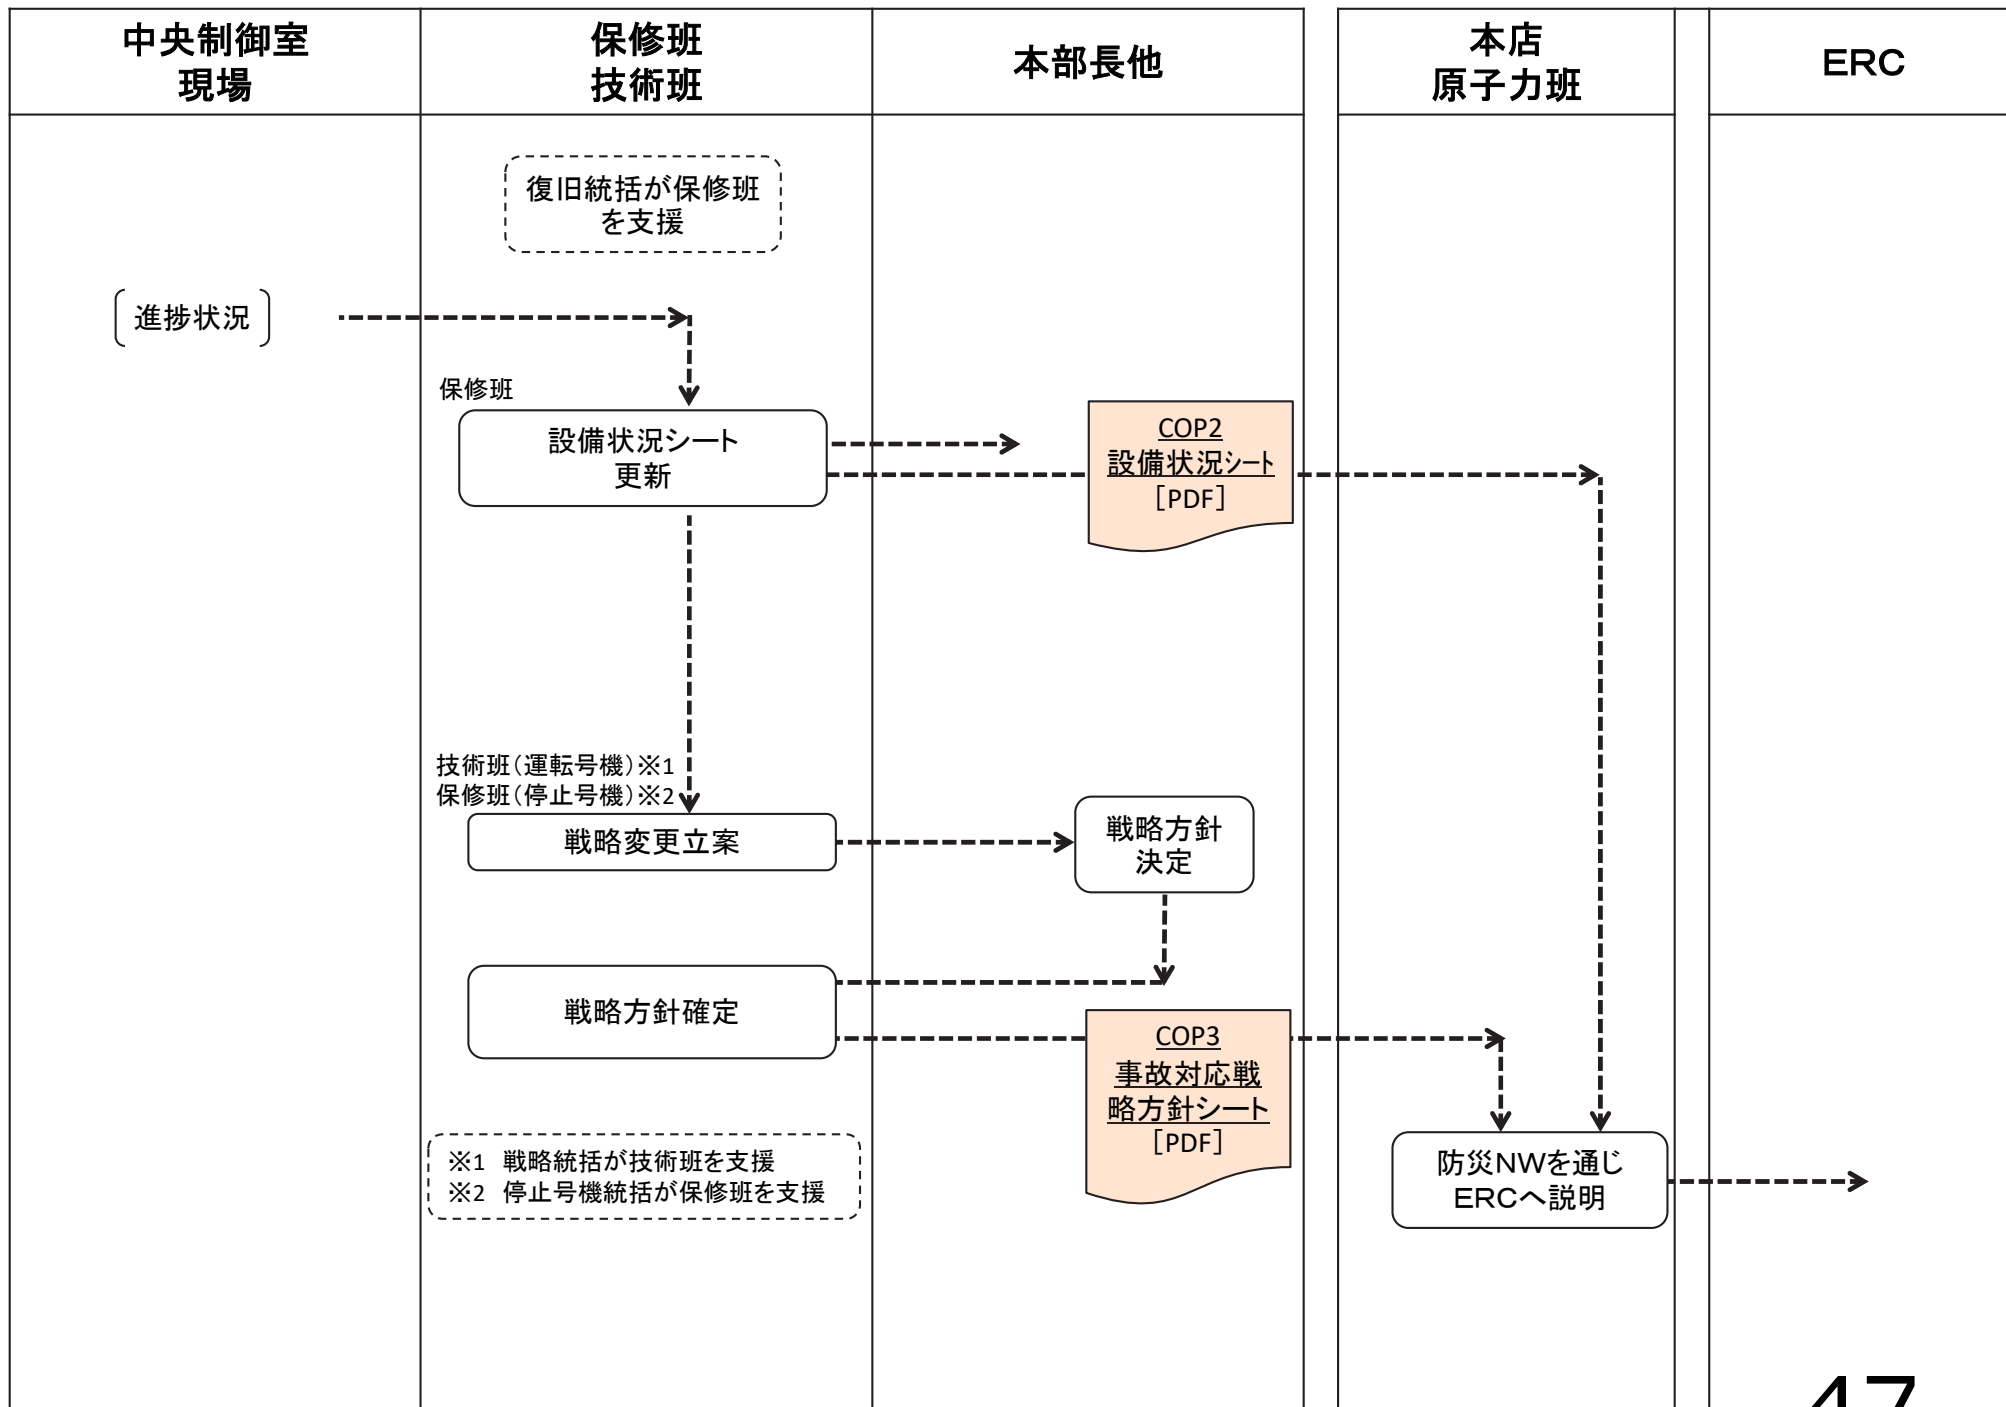 中央制御室
現場
保修班
技術班
本部長他
本店
原子力班
ERC
復旧統括が保修班
を支援
進捗状況
保修班
設備状況シート
更新
COP2
設備状況シート
[PDF]
技術班(運転号機)※1
保修班(停止号機)※2
戦略変更立案
戦略方針
決定
戦略方針確定
COP3
事故対応戦
略方針シート
[PDF]
※1 戦略統括が技術班を支援
※2 停止号機統括が保修班を支援
防災NWを通じ
ERCへ説明
47